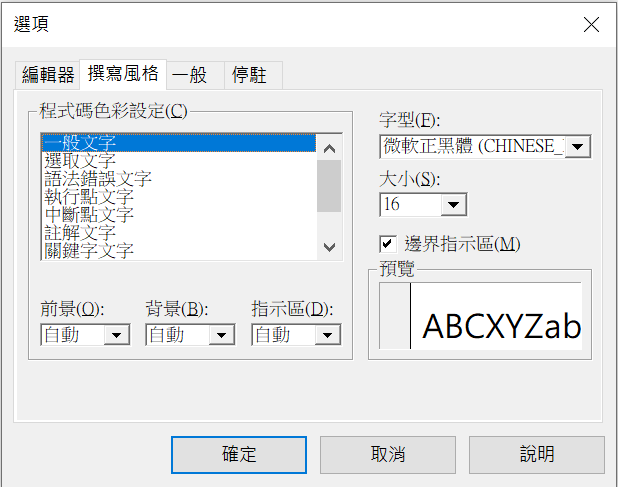 選項
編輯器 撰寫風格 一般 停駐
程式碼色彩設定(C)
一般文字
選取文字
語法錯誤文字
執行點文字
中斷點文字
註解文字
關鍵字文字
前景(O): 背景(B): 指示區(D):
自動 自動 自動
字型(F):
微軟正黑體 (CHINESE_
大小(S):
16
邊界指示區(M)
預覽
ABCXYZab
確定 取消 說明